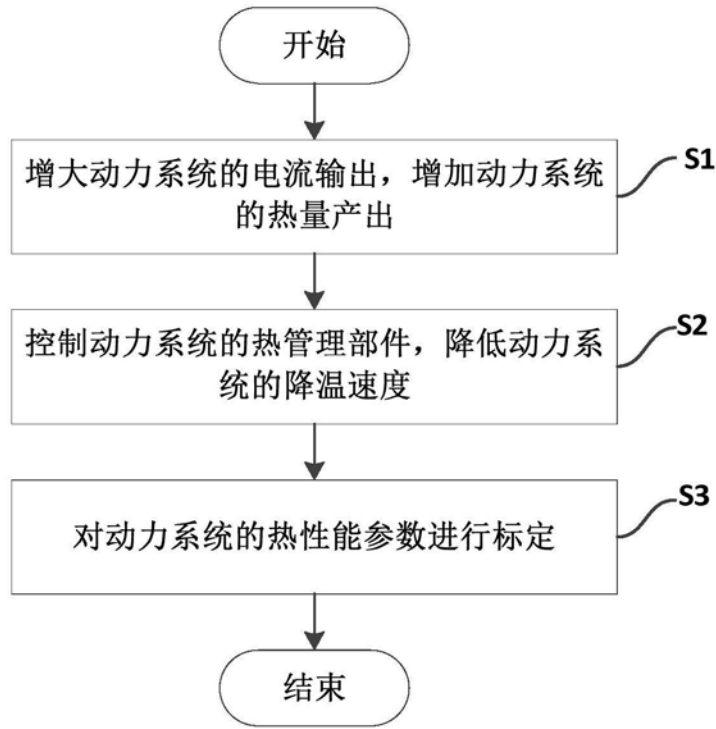 开始
增大动力系统的电流输出，增加动力系统
的热量产出
S1
控制动力系统的热管理部件，降低动力系
统的降温速度
S2
对动力系统的热性能参数进行标定
S3
结束